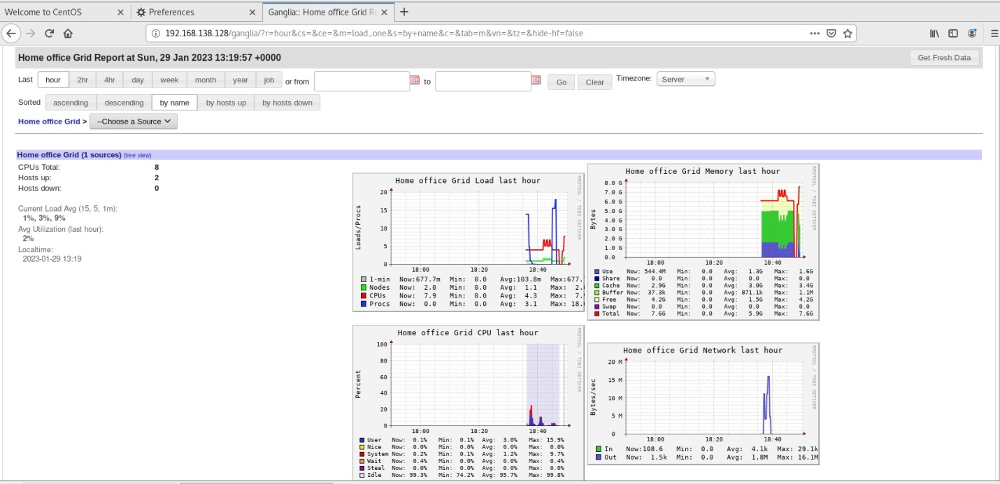 Welcome to CentOS
Preferences
Ganglia:: Home office Grid Re
192.168.138.128/ganglia/?r=hour&cs=&ce=&m=load_one&s=by+name&c=&tab=m&vn=&tz=&hide-hf=false
Home office Grid Report at Sun, 29 Jan 2023 13:19:57 +0000
Get Fresh Data
Last hour 2hr 4hr day week month year job or from to Go Clear Timezone: Server
Sorted ascending descending by name by hosts up by hosts down
Home office Grid > --Choose a Source
Home office Grid (1 sources) (tree view)
CPUs Total: 8
Hosts up: 2
Hosts down: 0
Current Load Avg (15, 5, 1m):
1%, 3%, 9%
Avg Utilization (last hour):
2%
Localtime:
2023-01-29 13:19
Home office Grid Load last hour
RRDTOOL / TOBI OETIKER
Loads/Procs
20
15
10
5
0
18:00 18:20 18:40
1-min Now:677.7m Min: 0.0 Avg:103.8m Max:677.
Nodes Now: 2.0 Min: 0.0 Avg: 1.1 Max: 2.
CPUs Now: 7.9 Min: 0.0 Avg: 4.3 Max: 7.
Procs Now: 0.0 Min: 0.0 Avg: 3.1 Max: 18.
Home office Grid Memory last hour
RRDTOOL / TOBI OETIKER
Bytes
8.0 G
7.0 G
6.0 G
5.0 G
4.0 G
3.0 G
2.0 G
1.0 G
0.0
18:00 18:20 18:40
Use Now: 544.4M Min: 0.0 Avg: 1.3G Max: 1.6G
Share Now: 0.0 Min: 0.0 Avg: 0.0 Max: 0.0
Cache Now: 2.9G Min: 0.0 Avg: 3.0G Max: 3.4G
Buffer Now: 37.3k Min: 0.0 Avg: 871.1k Max: 1.1M
Free Now: 4.2G Min: 0.0 Avg: 1.5G Max: 4.2G
Swap Now: 0.0 Min: 0.0 Avg: 0.0 Max: 0.0
Total Now: 7.6G Min: 0.0 Avg: 5.9G Max: 7.6G
Home office Grid CPU last hour
RRDTOOL / TOBI OETIKER
Percent
100
80
60
40
20
0
18:00 18:20 18:40
User Now: 0.1% Min: 0.1% Avg: 3.0% Max: 15.9%
Nice Now: 0.0% Min: 0.0% Avg: 0.0% Max: 0.0%
System Now: 0.2% Min: 0.1% Avg: 1.2% Max: 9.7%
Wait Now: 0.4% Min: 0.0% Avg: 0.0% Max: 0.4%
Steal Now: 0.0% Min: 0.0% Avg: 0.0% Max: 0.0%
Idle Now: 99.3% Min: 74.2% Avg: 95.7% Max: 99.8%
Home office Grid Network last hour
RRDTOOL / TOBI OETIKER
Bytes/sec
20 M
15 M
10 M
5 M
0
18:00 18:20 18:40
In Now:108.6 Min: 0.0 Avg: 4.1k Max: 29.1k
Out Now: 1.5k Min: 0.0 Avg: 1.8M Max: 16.1M